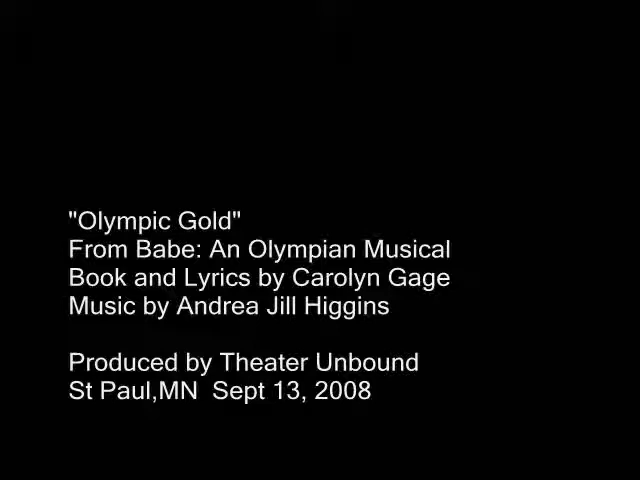 "Olympic Gold"
From Babe: An Olympian Musical
Book and Lyrics by Carolyn Gage
Music by Andrea Jill Higgins
Produced by Theater Unbound
St Paul,MN  Sept 13, 2008